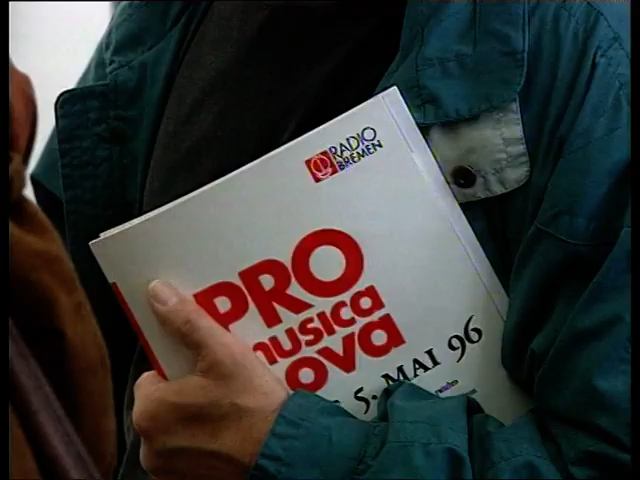 RADIO
BREMEN
PRO
musica
ova
5. MAI 96